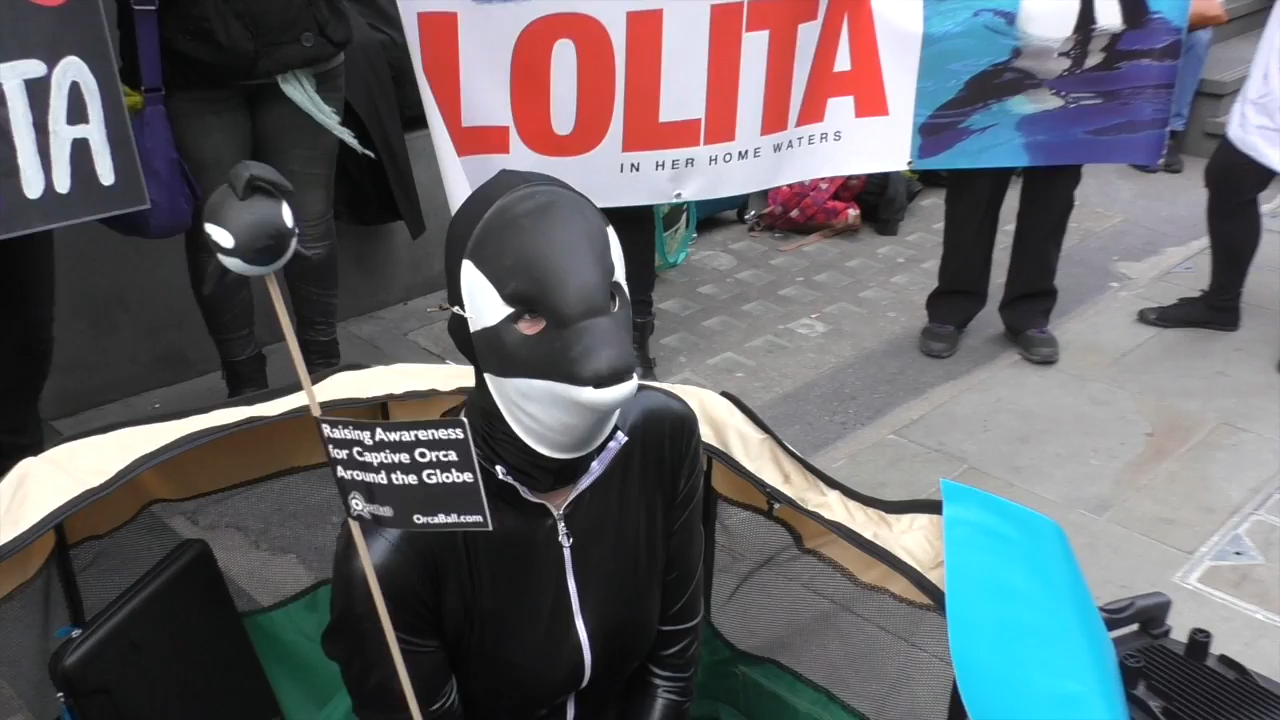 TA
LOLITA
IN HER HOME WATERS
Raising Awareness
for Captive Orca
Around the Globe
OrcaBall
OrcaBall.com